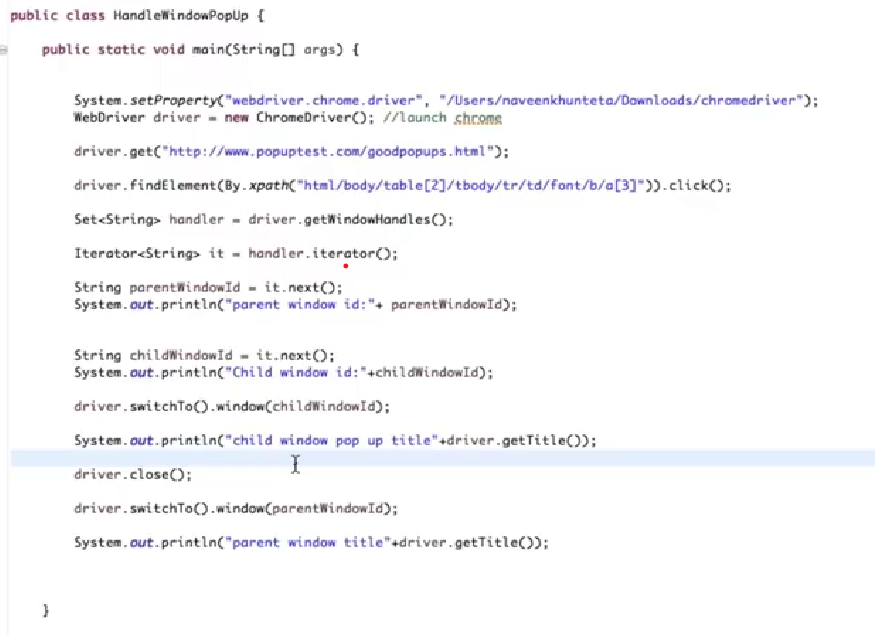 public class HandleWindowPopUp {
public static void main(String[] args) {
System.setProperty("webdriver.chrome.driver", "/Users/naveenkhunteta/Downloads/chromedriver");
WebDriver driver = new ChromeDriver(); //launch chrome
driver.get("http://www.popuptest.com/goodpopups.html");
driver.findElement(By.xpath("html/body/table[2]/tbody/tr/td/font/b/a[3]")).click();
Set<String> handler = driver.getWindowHandles();
Iterator<String> it = handler.iterator();
String parentWindowId = it.next();
System.out.println("parent window id:"+ parentWindowId);
String childWindowId = it.next();
System.out.println("Child window id:"+childWindowId);
driver.switchTo().window(childWindowId);
System.out.println("child window pop up title"+driver.getTitle());
driver.close();
driver.switchTo().window(parentWindowId);
System.out.println("parent window title"+driver.getTitle());
}